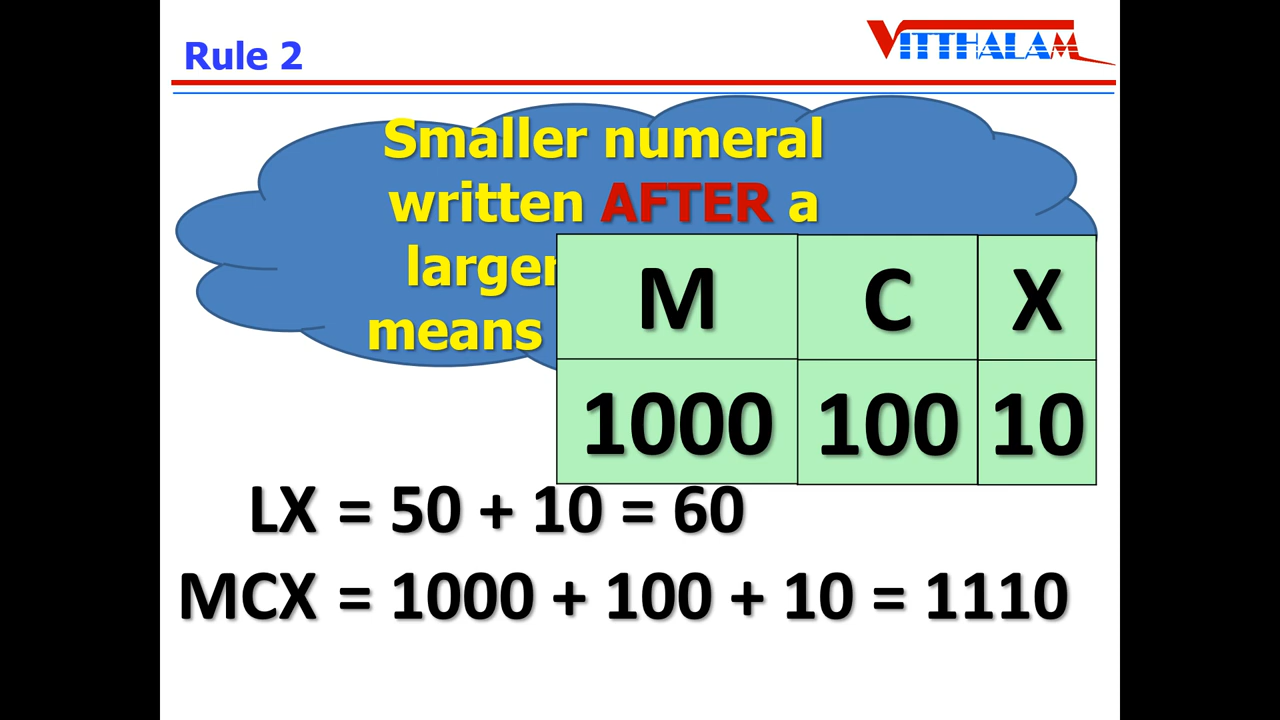 Rule 2
VITTHALAM
Smaller numeral
written AFTER a
larger
means
M C X
1000 100 10
LX = 50 + 10 = 60
MCX = 1000 + 100 + 10 = 1110